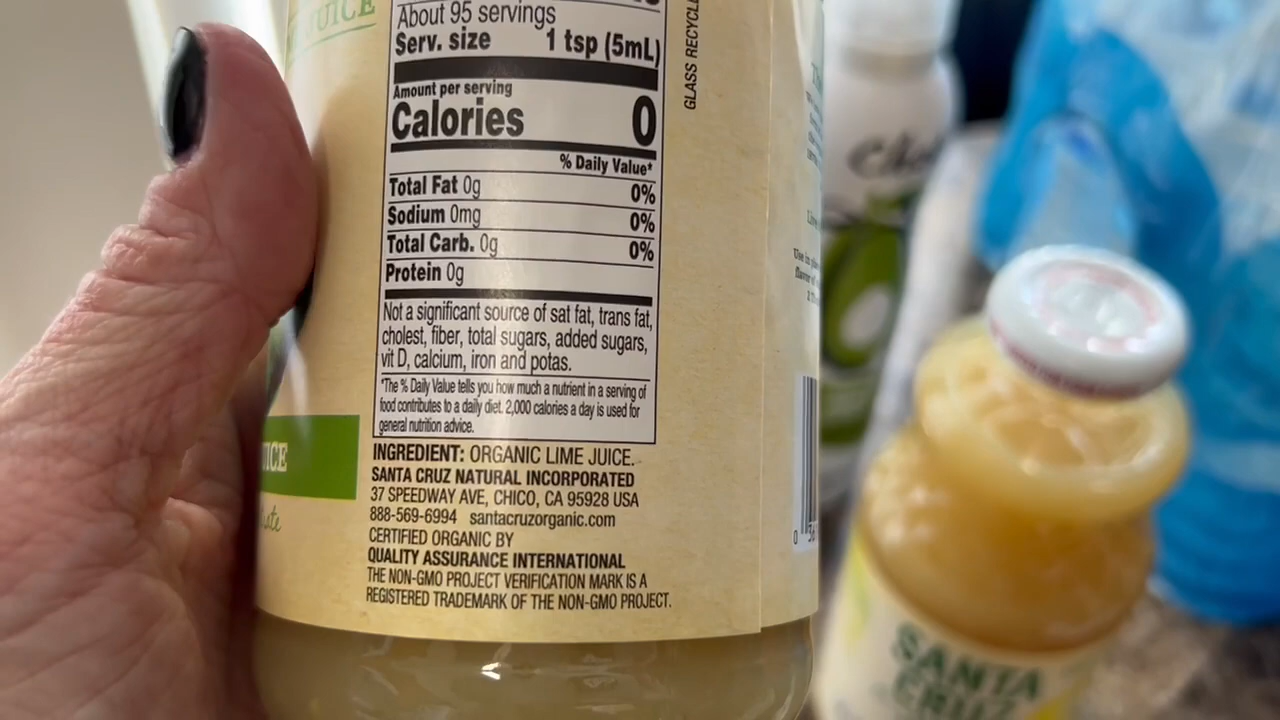 JUICE
About 95 servings
Serv. size 1 tsp (5mL)
Amount per serving
Calories 0
% Daily Value*
Total Fat 0g 0%
Sodium 0mg 0%
Total Carb. 0g 0%
Protein 0g
Not a significant source of sat fat, trans fat,
cholest, fiber, total sugars, added sugars,
vit D, calcium, iron and potas.
*The % Daily Value tells you how much a nutrient in a serving of
food contributes to a daily diet. 2,000 calories a day is used for
general nutrition advice.
INGREDIENT: ORGANIC LIME JUICE.
SANTA CRUZ NATURAL INCORPORATED
37 SPEEDWAY AVE, CHICO, CA 95928 USA
888-569-6994 santacruzorganic.com
CERTIFIED ORGANIC BY
QUALITY ASSURANCE INTERNATIONAL
THE NON-GMO PROJECT VERIFICATION MARK IS A
REGISTERED TRADEMARK OF THE NON-GMO PROJECT.
GLASS
SANTA
CRUZ